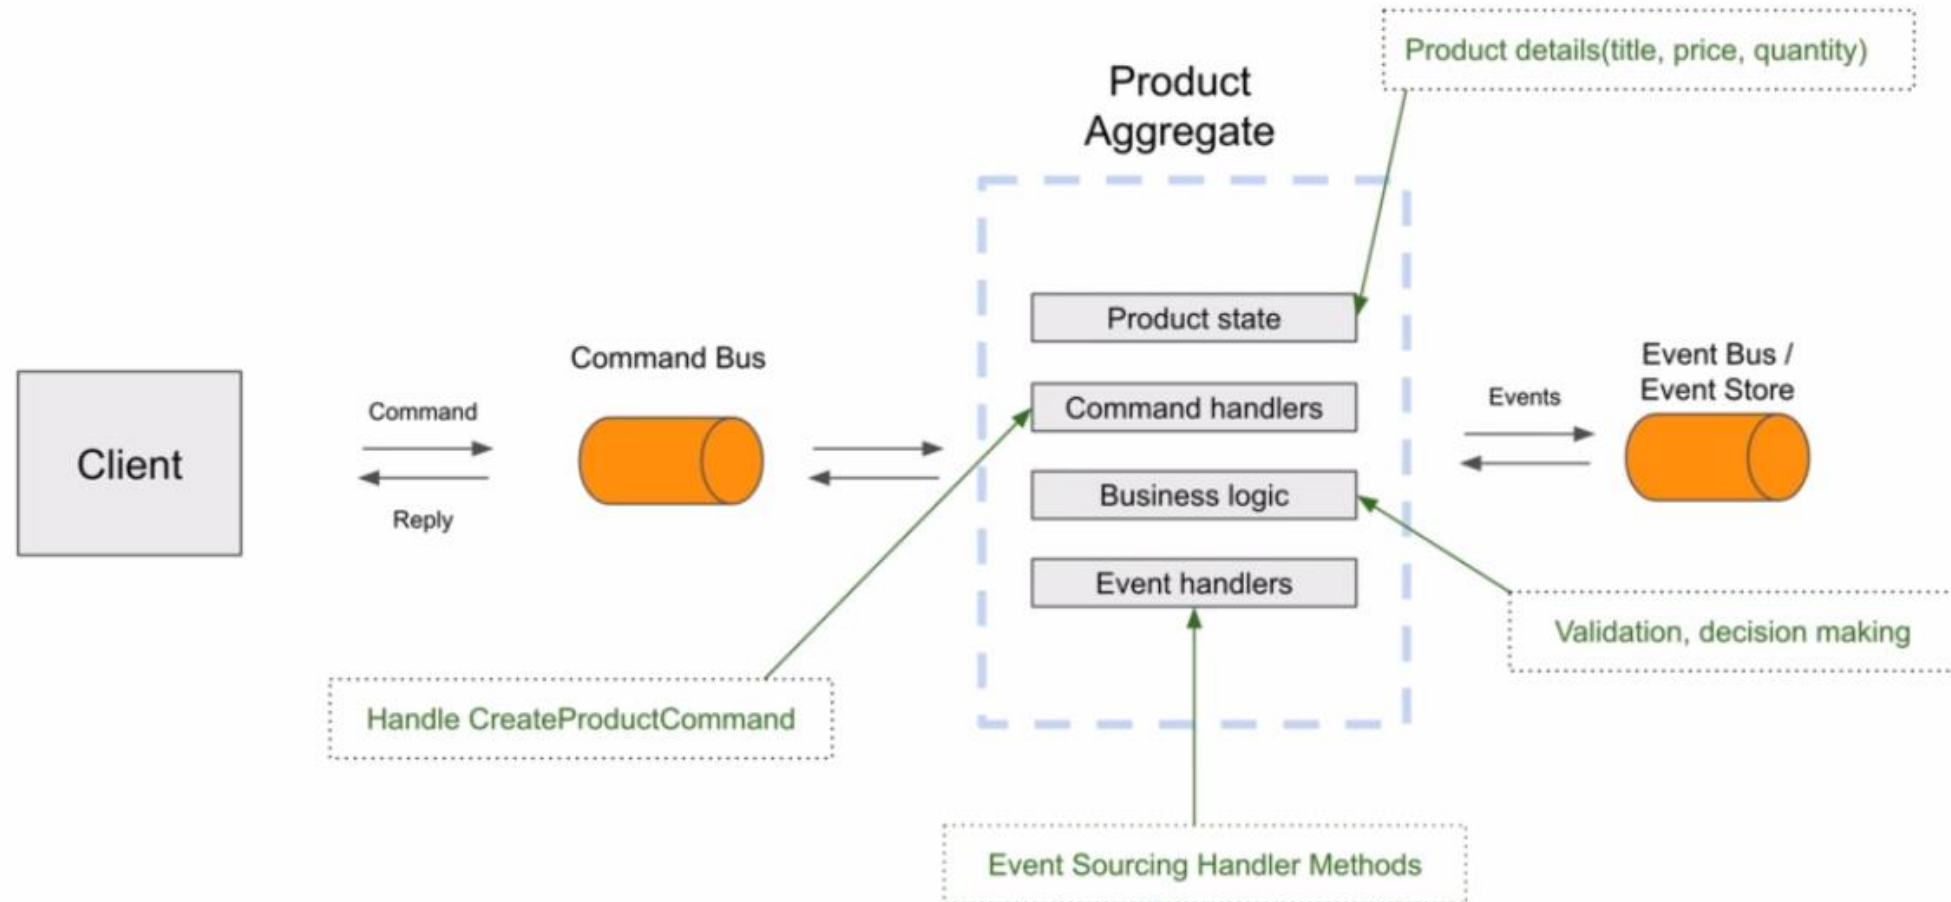 Product details(title, price, quantity)
Product
Aggregate
Product state
Command Bus
Event Bus /
Event Store
Command
Command handlers
Events
Client
Business logic
Reply
Event handlers
Validation, decision making
Handle CreateProductCommand
Event Sourcing Handler Methods